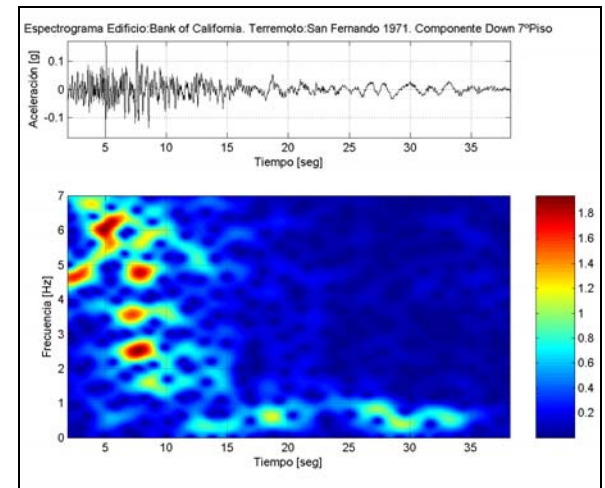 Espectrograma Edificio:Bank of California. Terremoto:San Fernando 1971. Componente Down 7ºPiso
Aceleración [g]
0.1
0
-0.1
5 10 15 20 25 30 35
Tiempo [seg]
Frecuencia [Hz]
7
6
5
4
3
2
1
0
5 10 15 20 25 30 35
Tiempo [seg]
1.8
1.6
1.4
1.2
1
0.8
0.6
0.4
0.2